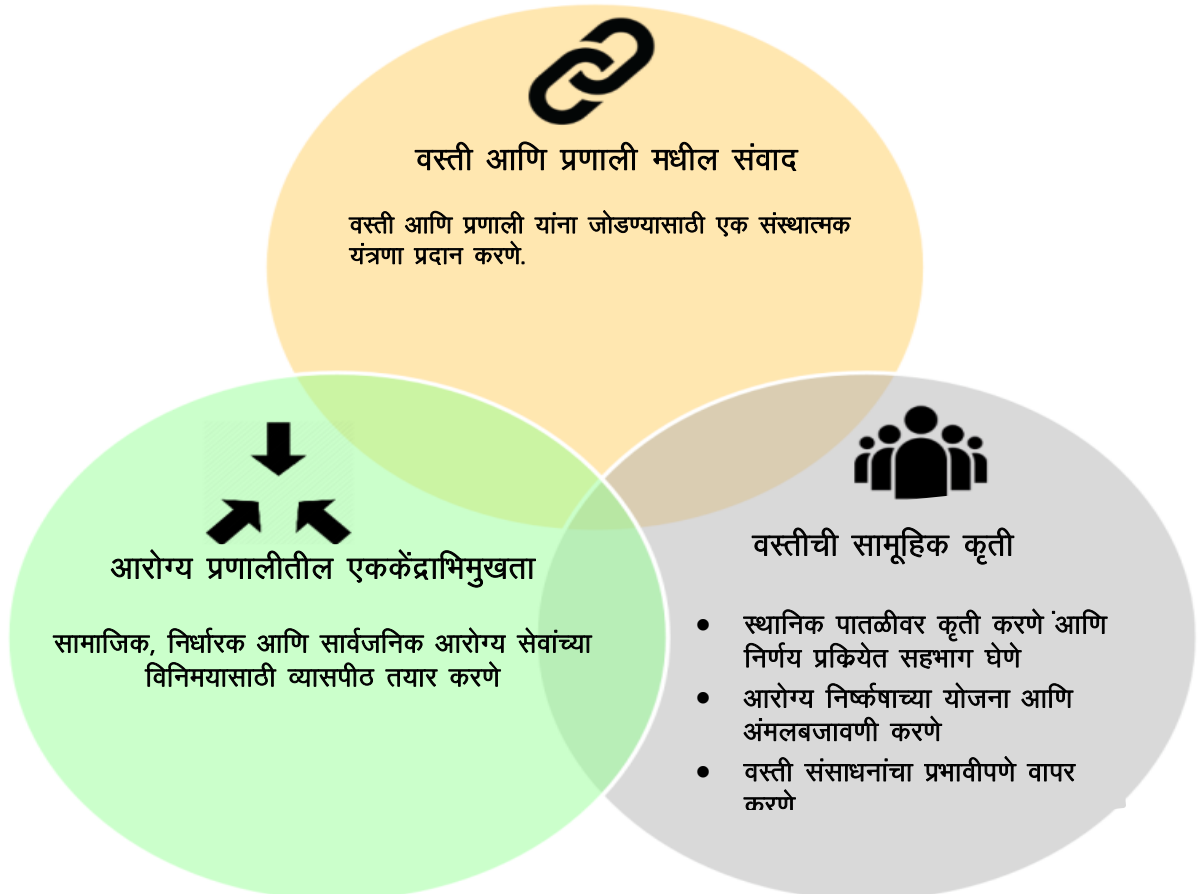 वस्ती आणि प्रणाली मधील संवाद
वस्ती आणि प्रणाली यांना जोडण्यासाठी एक संस्थात्मक
यंत्रणा प्रदान करणे.
आरोग्य प्रणालीतील एककेंद्राभिमुखता
सामाजिक, निर्धारक आणि सार्वजनिक आरोग्य सेवांच्या
विनिमयासाठी व्यासपीठ तयार करणे
वस्तीची सामूहिक कृती
• स्थानिक पातळीवर कृती करणे ंआणि
निर्णय प्रक्रियेत सहभाग घेणे
• आरोग्य निर्ष्कषाच्या योजना आणि
अंमलबजावणी करणे
• वस्ती संसाधनांचा प्रभावीपणे वापर
करणे